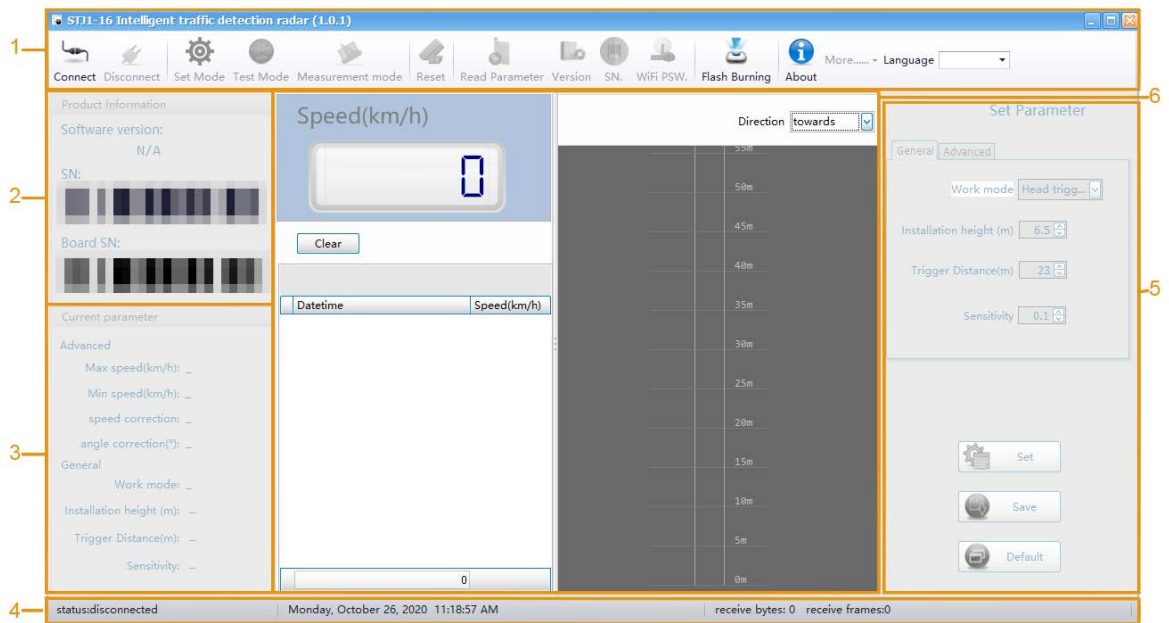 STJ1-16 Intelligent traffic detection radar (1.0.1)
1
Connect Disconnect Set Mode Test Mode Measurement mode Reset Read Parameter Version SN. WiFi PSW. Flash Burning About More...... Language
6
Product Information
Software version:
N/A
SN:
2
Board SN:
Speed(km/h)
0
Clear
Datetime Speed(km/h)
0
Direction towards
55m
50m
45m
40m
35m
30m
25m
20m
15m
10m
5m
0m
Set Parameter
General Advanced
Work mode Head trigg...
Installation height (m) 6.5
Trigger Distance(m) 23
Sensitivity 0.1
5
Set
Save
Default
Current parameter
Advanced
Max speed(km/h): _
Min speed(km/h): _
speed correction: _
angle correction(°): _
3
General
Work mode: _
Installation height (m): _
Trigger Distance(m): _
Sensitivity: _
4
status:disconnected Monday, October 26, 2020 11:18:57 AM receive bytes: 0 receive frames:0